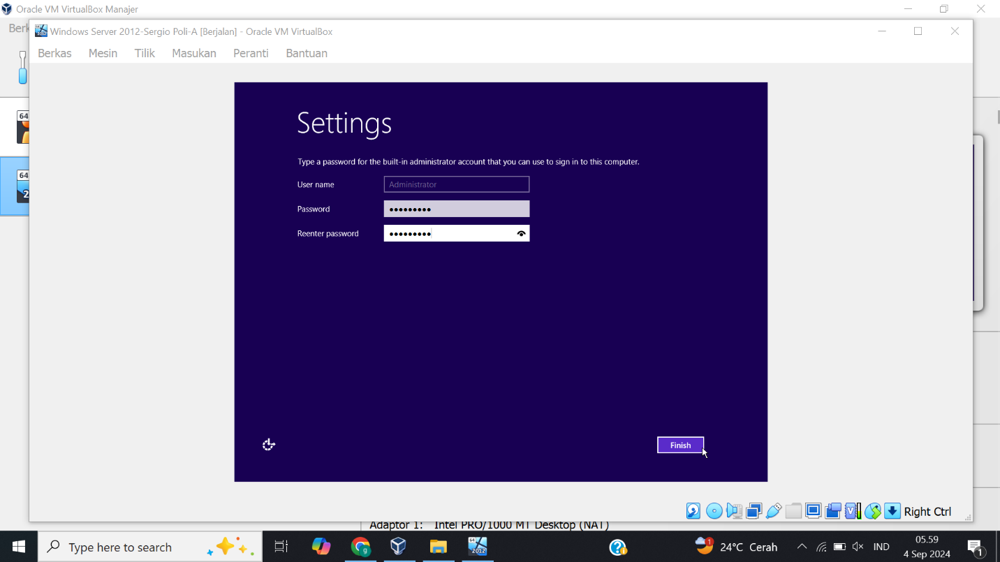 Oracle VM VirtualBox Manajer
Berk
Windows Server 2012-Sergio Poli-A [Berjalan] - Oracle VM VirtualBox
Berkas Mesin Tilik Masukan Peranti Bantuan
64
64
2
Settings
Type a password for the built-in administrator account that you can use to sign in to this computer.
User name Administrator
Password •••••••••
Reenter password •••••••••
Finish
Right Ctrl
Adaptor 1: Intel PRO/1000 MT Desktop (NAT)
Type here to search
64
2012
1
24°C Cerah
IND
05.59
4 Sep 2024
1